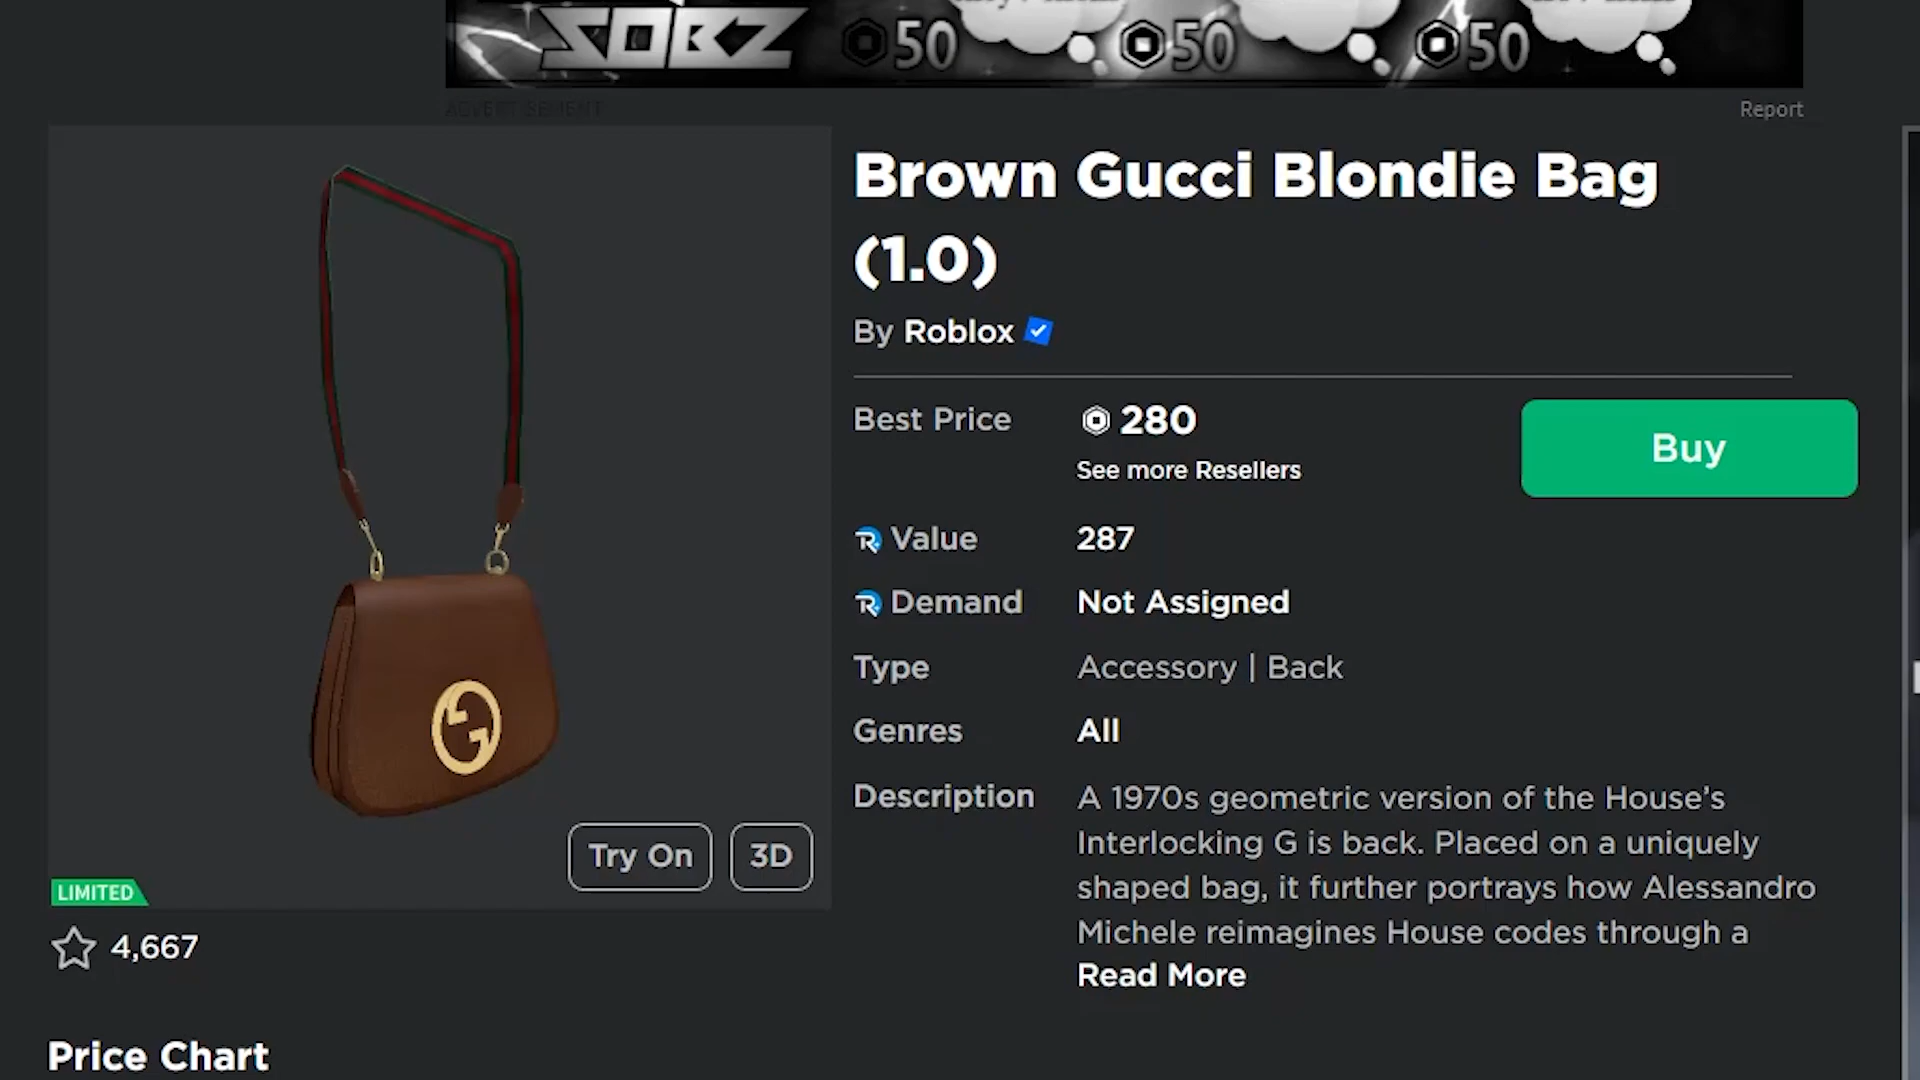 SOBZ 50 50 50
ADVERTISEMENT
Report
Brown Gucci Blondie Bag
(1.0)
By Roblox
Best Price 280
Buy
See more Resellers
Value 287
Demand Not Assigned
Type Accessory | Back
Genres All
Description A 1970s geometric version of the House’s
Interlocking G is back. Placed on a uniquely
shaped bag, it further portrays how Alessandro
Michele reimagines House codes through a
Read More
Try On 3D
LIMITED
4,667
Price Chart